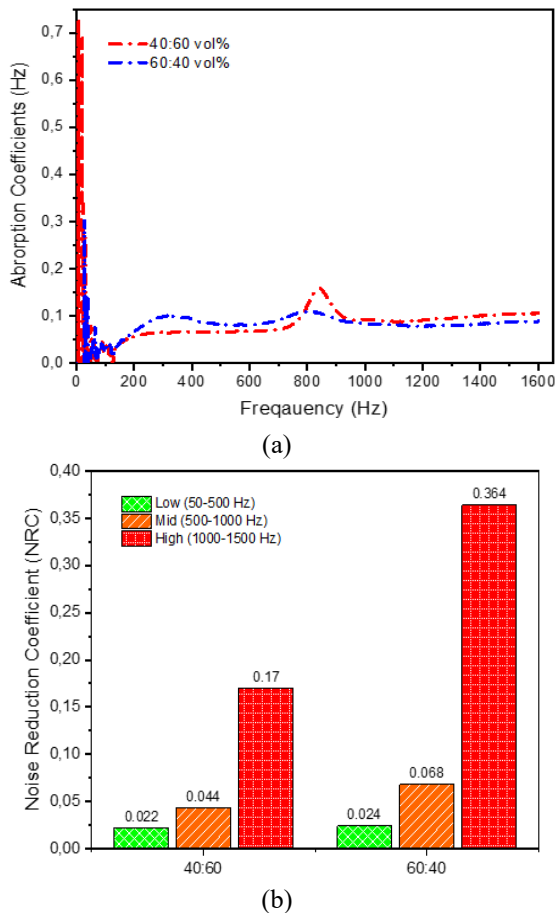 Abrorption Coefficients (Hz)
0,7
0,6
0,5
0,4
0,3
0,2
0,1
0,0
40:60 vol%
60:40 vol%
0 200 400 600 800 1000 1200 1400 1600
Freqauency (Hz)
(a)
Noise Reduction Coefficient (NRC)
0,40
0,35
0,30
0,25
0,20
0,15
0,10
0,05
0,00
Low (50-500 Hz)
Mid (500-1000 Hz)
High (1000-1500 Hz)
0.022
0.044
0.17
0.024
0.068
0.364
40:60 60:40
(b)